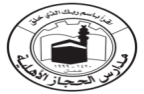 اقرأ باسم ربك الذي خلق
مدارس الحجاز الأهلية